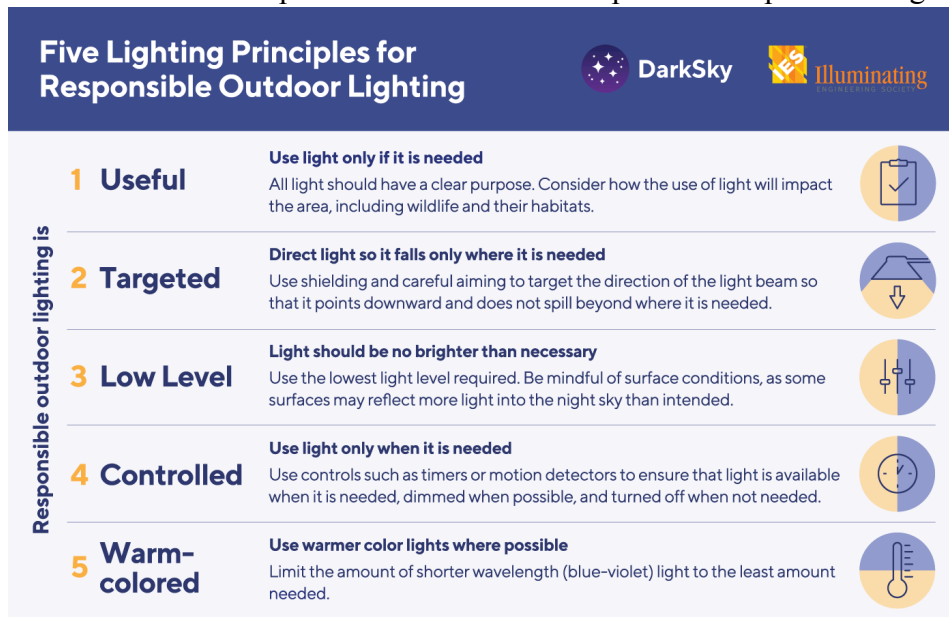 Five Lighting Principles for
Responsible Outdoor Lighting
DarkSky
IES
Illuminating
ENGINEERING SOCIETY
Responsible outdoor lighting is
1 Useful
Use light only if it is needed
All light should have a clear purpose. Consider how the use of light will impact
the area, including wildlife and their habitats.
2 Targeted
Direct light so it falls only where it is needed
Use shielding and careful aiming to target the direction of the light beam so
that it points downward and does not spill beyond where it is needed.
3 Low Level
Light should be no brighter than necessary
Use the lowest light level required. Be mindful of surface conditions, as some
surfaces may reflect more light into the night sky than intended.
4 Controlled
Use light only when it is needed
Use controls such as timers or motion detectors to ensure that light is available
when it is needed, dimmed when possible, and turned off when not needed.
5 Warm-
colored
Use warmer color lights where possible
Limit the amount of shorter wavelength (blue-violet) light to the least amount
needed.